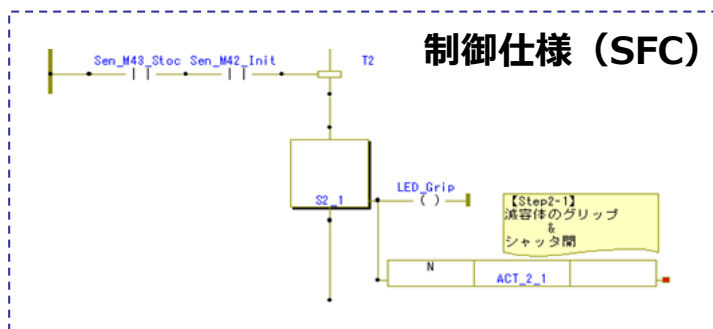 制御仕様（SFC）
Sen_M43_Stoc Sen_M42_Init T2
S2_1
LED_Grip
【Step2-1】
減容体のグリップ
&
シャッタ開
N
ACT_2_1